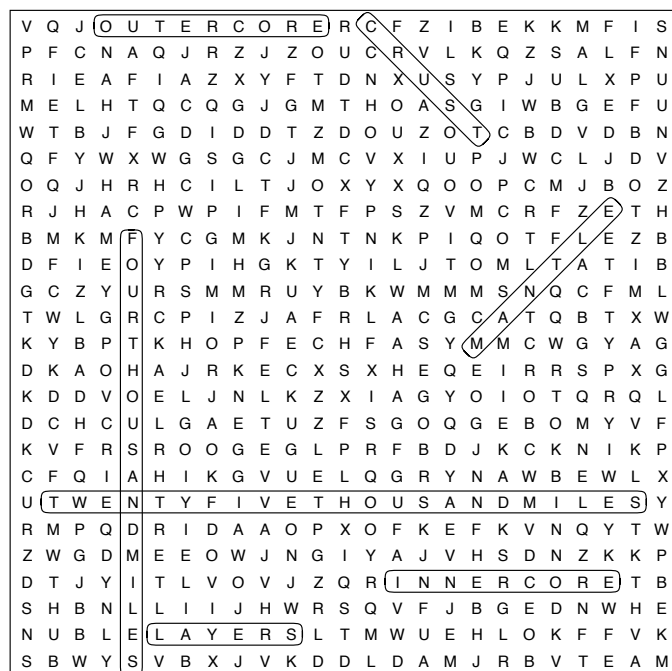 V Q J O U T E R C O R E R C F Z I B E K K M F I S
P F C N A Q J R Z J Z O U C R V L K Q Z S A L F N
R I E A F I A Z X Y F T D N X U S Y P J U L X P U
M E L H T Q C Q G J G M T H O A S G I W B G E F U
W T B J F G D I D D T Z D O U Z O T C B D V D B N
Q F Y W X W G S G C J M C V X I U P J W C L J D V
O Q J H R H C I L T J O X Y X Q O O P C M J B O Z
R J H A C P W P I F M T F P S Z V M C R F Z E T H
B M K M F Y C G M K J N T N K P I Q O T F L E Z B
D F I E O Y P I H G K T Y I L J T O M L T A T I B
G C Z Y U R S M M R U Y B K W M M M S N Q C F M L
T W L G R C P I Z J A F R L A C G C A T Q B T X W
K Y B P T K H O P F E C H F A S Y M M C W G Y A G
D K A O H A J R K E C X S X H E Q E I R R S P X G
K D D V O E L J N L K Z X I A G Y O I O T Q R Q L
D C H C U L G A E T U Z F S G O Q G E B O M Y V F
K V F R S R O O G E G L P R F B D J K C K N I K P
C F Q I A H I K G V U E L Q G R Y N A W B E W L X
U T W E N T Y F I V E T H O U S A N D M I L E S Y
R M P Q D R I D A A O P X O F K E F K V N Q Y T W
Z W G D M E E O W J N G I Y A J V H S D N Z K K P
D T J Y I T L V O V J Z Q R I N N E R C O R E T B
S H B N L L I I J H W R S Q V F J B G E D N W H E
N U B L E L A Y E R S L T M W U E H L O K F F V K
S B W Y S V B X J V K D D L D A M J R B V T E A M